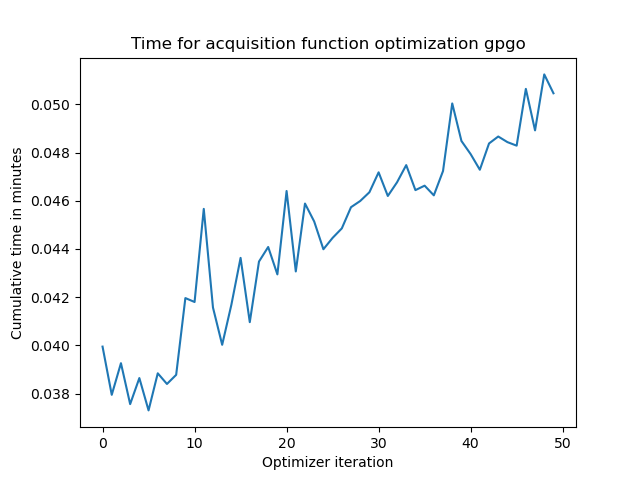 Time for acquisition function optimization gpgo
Cumulative time in minutes
0.050
0.048
0.046
0.044
0.042
0.040
0.038
0 10 20 30 40 50
Optimizer iteration